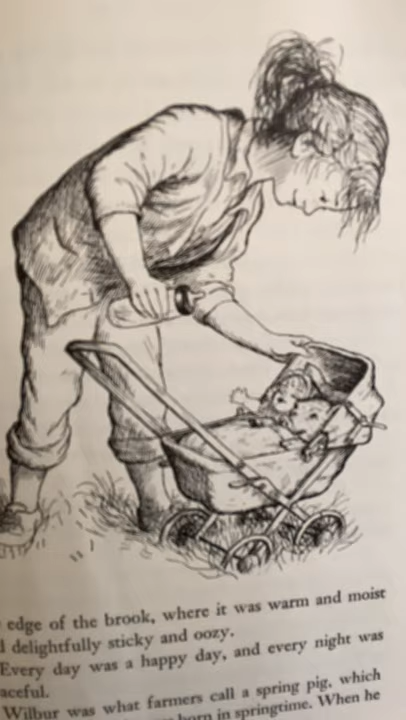 edge of the brook, where it was warm and moist
delightfully sticky and oozy.
Every day was a happy day, and every night was
aceful.
Wilbur was what farmers call a spring pig, which
born in springtime. When he